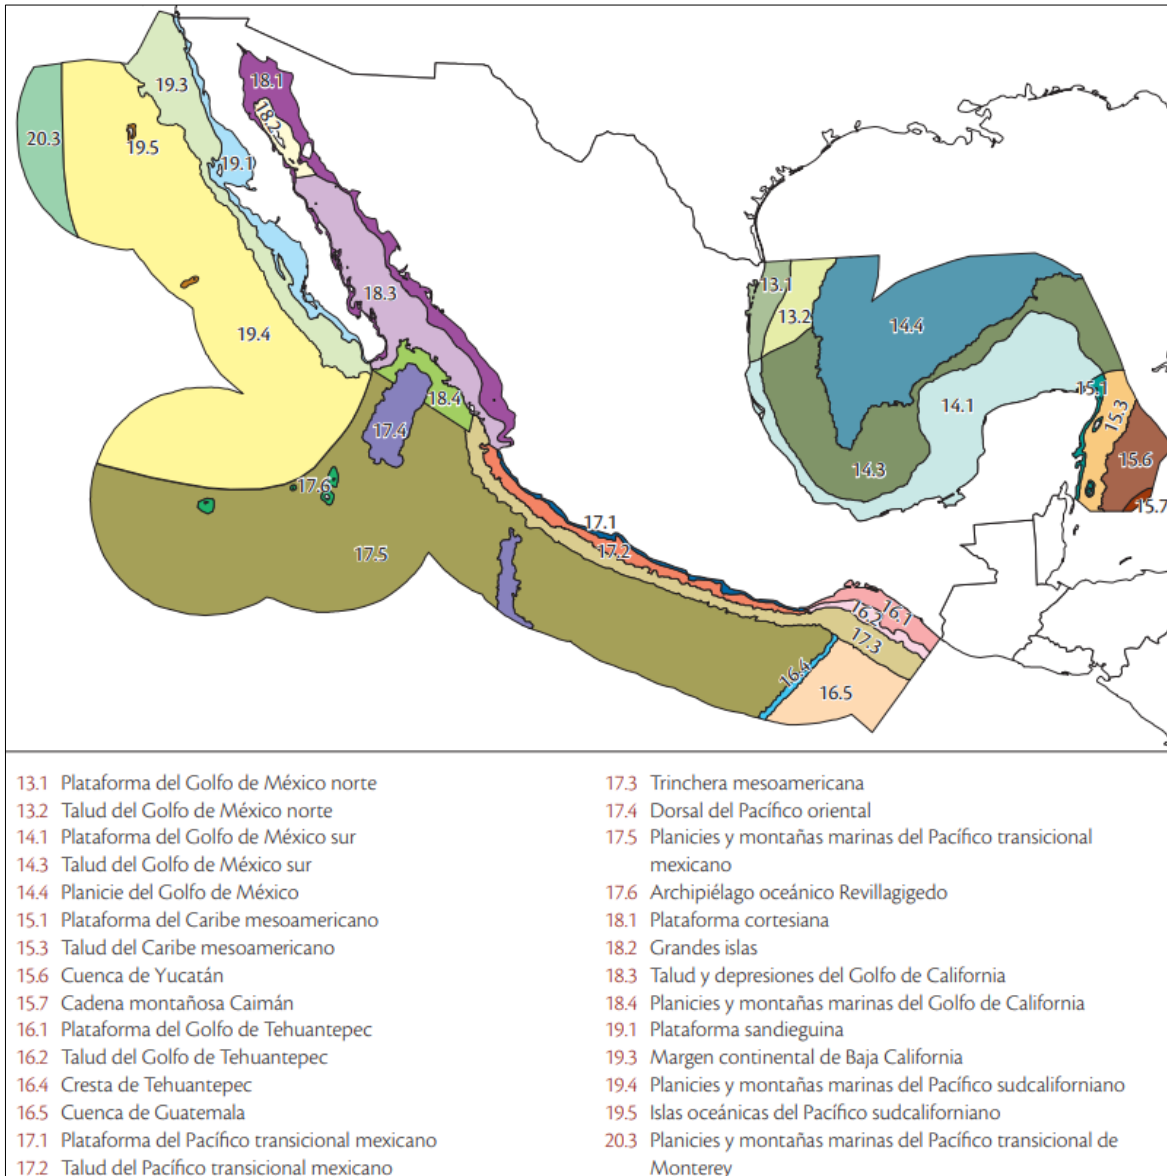 18.1
19.3
18.2
20.3
19.5
19.1
13.1
18.3
13.2
14.4
19.4
15.1
18.4
14.1
15.3
17.4
15.6
14.3
17.6
15.7
17.1
17.5
17.2
16.1
16.2
17.3
16.4
16.5
13.1 Plataforma del Golfo de México norte
13.2 Talud del Golfo de México norte
14.1 Plataforma del Golfo de México sur
14.3 Talud del Golfo de México sur
14.4 Planicie del Golfo de México
15.1 Plataforma del Caribe mesoamericano
15.3 Talud del Caribe mesoamericano
15.6 Cuenca de Yucatán
15.7 Cadena montañosa Caimán
16.1 Plataforma del Golfo de Tehuantepec
16.2 Talud del Golfo de Tehuantepec
16.4 Cresta de Tehuantepec
16.5 Cuenca de Guatemala
17.1 Plataforma del Pacífico transicional mexicano
17.2 Talud del Pacífico transicional mexicano
17.3 Trinchera mesoamericana
17.4 Dorsal del Pacífico oriental
17.5 Planicies y montañas marinas del Pacífico transicional
mexicano
17.6 Archipiélago oceánico Revillagigedo
18.1 Plataforma cortesiana
18.2 Grandes islas
18.3 Talud y depresiones del Golfo de California
18.4 Planicies y montañas marinas del Golfo de California
19.1 Plataforma sandieguina
19.3 Margen continental de Baja California
19.4 Planicies y montañas marinas del Pacífico sudcaliforniano
19.5 Islas oceánicas del Pacífico sudcaliforniano
20.3 Planicies y montañas marinas del Pacífico transicional de
Monterey